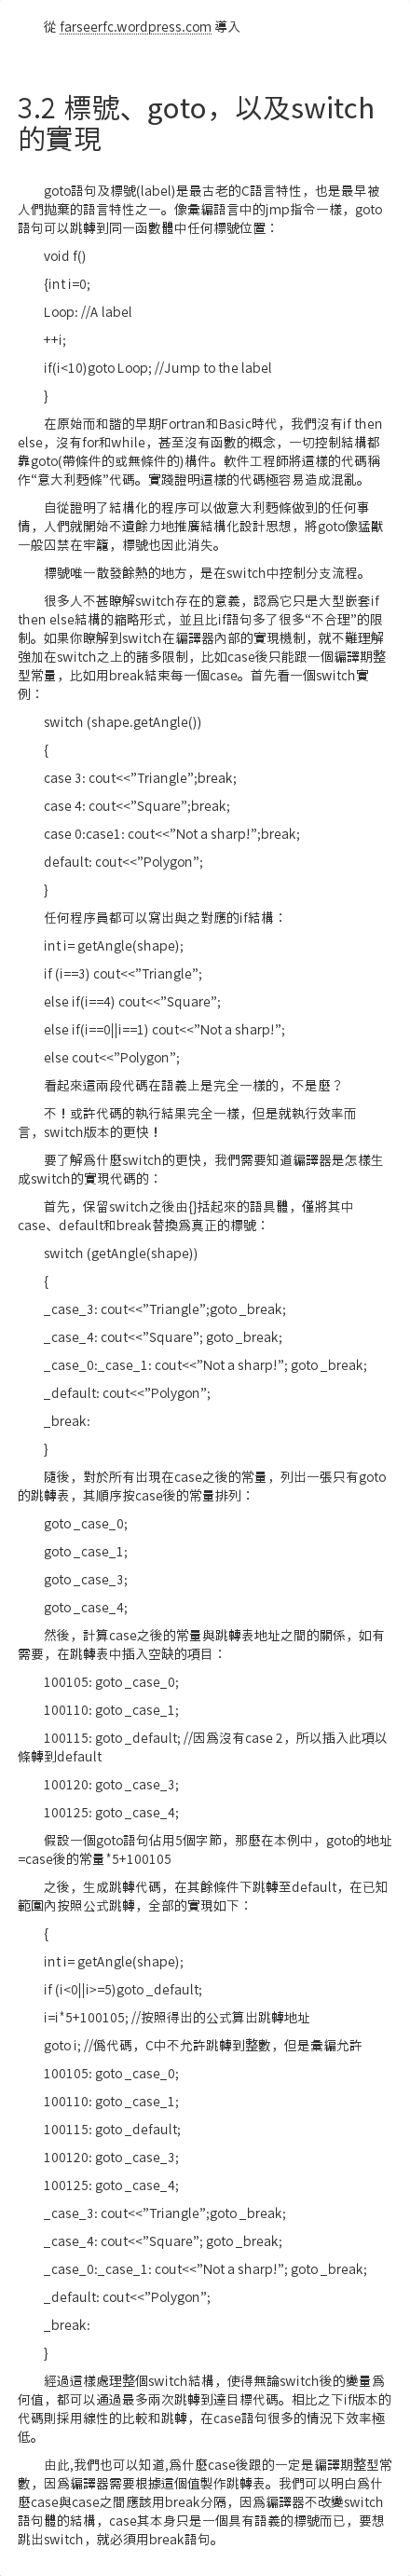 從 farseerfc.wordpress.com 導入
3.2 標號、goto，以及switch
的實現
goto語句及標號(label)是最古老的C語言特性，也是最早被
人們拋棄的語言特性之一。像彙編語言中的jmp指令一樣，goto
語句可以跳轉到同一函數體中任何標號位置：
void f()
{int i=0;
Loop: //A label
++i;
if(i<10)goto Loop; //Jump to the label
}
在原始而和諧的早期Fortran和Basic時代，我們沒有if then
else，沒有for和while，甚至沒有函數的概念，一切控制結構都
靠goto(帶條件的或無條件的)構件。軟件工程師將這樣的代碼稱
作“意大利麪條”代碼。實踐證明這樣的代碼極容易造成混亂。
自從證明了結構化的程序可以做意大利麪條做到的任何事
情，人們就開始不遺餘力地推廣結構化設計思想，將goto像猛獸
一般囚禁在牢籠，標號也因此消失。
標號唯一散發餘熱的地方，是在switch中控制分支流程。
很多人不甚瞭解switch存在的意義，認爲它只是大型嵌套if
then else結構的縮略形式，並且比if語句多了很多“不合理”的限
制。如果你瞭解到switch在編譯器內部的實現機制，就不難理解
強加在switch之上的諸多限制，比如case後只能跟一個編譯期整
型常量，比如用break結束每一個case。首先看一個switch實
例：
switch (shape.getAngle())
{
case 3: cout<<”Triangle”;break;
case 4: cout<<”Square”;break;
case 0:case1: cout<<”Not a sharp!”;break;
default: cout<<”Polygon”;
}
任何程序員都可以寫出與之對應的if結構：
int i= getAngle(shape);
if (i==3) cout<<”Triangle”;
else if(i==4) cout<<”Square”;
else if(i==0||i==1) cout<<”Not a sharp!”;
else cout<<”Polygon”;
看起來這兩段代碼在語義上是完全一樣的，不是麼？
不！或許代碼的執行結果完全一樣，但是就執行效率而
言，switch版本的更快！
要了解爲什麼switch的更快，我們需要知道編譯器是怎樣生
成switch的實現代碼的：
首先，保留switch之後由{}括起來的語具體，僅將其中
case、default和break替換爲真正的標號：
switch (getAngle(shape))
{
_case_3: cout<<”Triangle”;goto _break;
_case_4: cout<<”Square”; goto _break;
_case_0:_case_1: cout<<”Not a sharp!”; goto _break;
_default: cout<<”Polygon”;
_break:
}
隨後，對於所有出現在case之後的常量，列出一張只有goto
的跳轉表，其順序按case後的常量排列：
goto _case_0;
goto _case_1;
goto _case_3;
goto _case_4;
然後，計算case之後的常量與跳轉表地址之間的關係，如有
需要，在跳轉表中插入空缺的項目：
100105: goto _case_0;
100110: goto _case_1;
100115: goto _default; //因爲沒有case 2，所以插入此項以
條轉到default
100120: goto _case_3;
100125: goto _case_4;
假設一個goto語句佔用5個字節，那麼在本例中，goto的地址
=case後的常量*5+100105
之後，生成跳轉代碼，在其餘條件下跳轉至default，在已知
範圍內按照公式跳轉，全部的實現如下：
{
int i= getAngle(shape);
if (i<0||i>=5)goto _default;
i=i*5+100105; //按照得出的公式算出跳轉地址
goto i; //僞代碼，C中不允許跳轉到整數，但是彙編允許
100105: goto _case_0;
100110: goto _case_1;
100115: goto _default;
100120: goto _case_3;
100125: goto _case_4;
_case_3: cout<<”Triangle”;goto _break;
_case_4: cout<<”Square”; goto _break;
_case_0:_case_1: cout<<”Not a sharp!”; goto _break;
_default: cout<<”Polygon”;
_break:
}
經過這樣處理整個switch結構，使得無論switch後的變量爲
何值，都可以通過最多兩次跳轉到達目標代碼。相比之下if版本的
代碼則採用線性的比較和跳轉，在case語句很多的情況下效率極
低。
由此,我們也可以知道,爲什麼case後跟的一定是編譯期整型常
數，因爲編譯器需要根據這個值製作跳轉表。我們可以明白爲什
麼case與case之間應該用break分隔，因爲編譯器不改變switch
語句體的結構，case其本身只是一個具有語義的標號而已，要想
跳出switch，就必須用break語句。